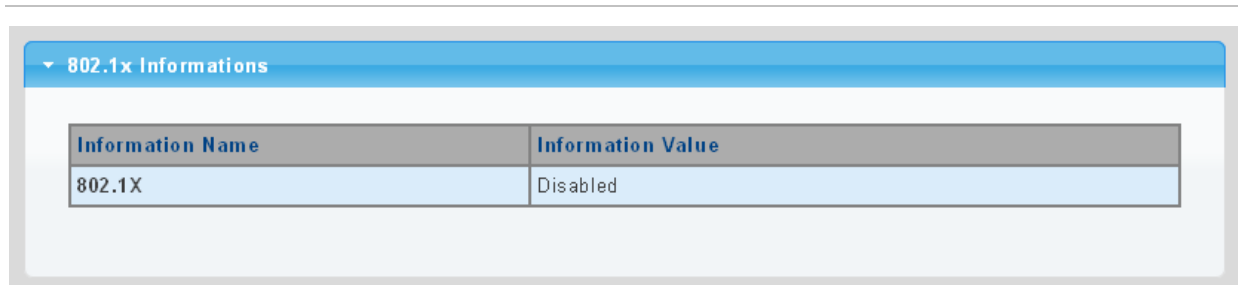 802.1x Informations
Information Name Information Value
802.1X Disabled